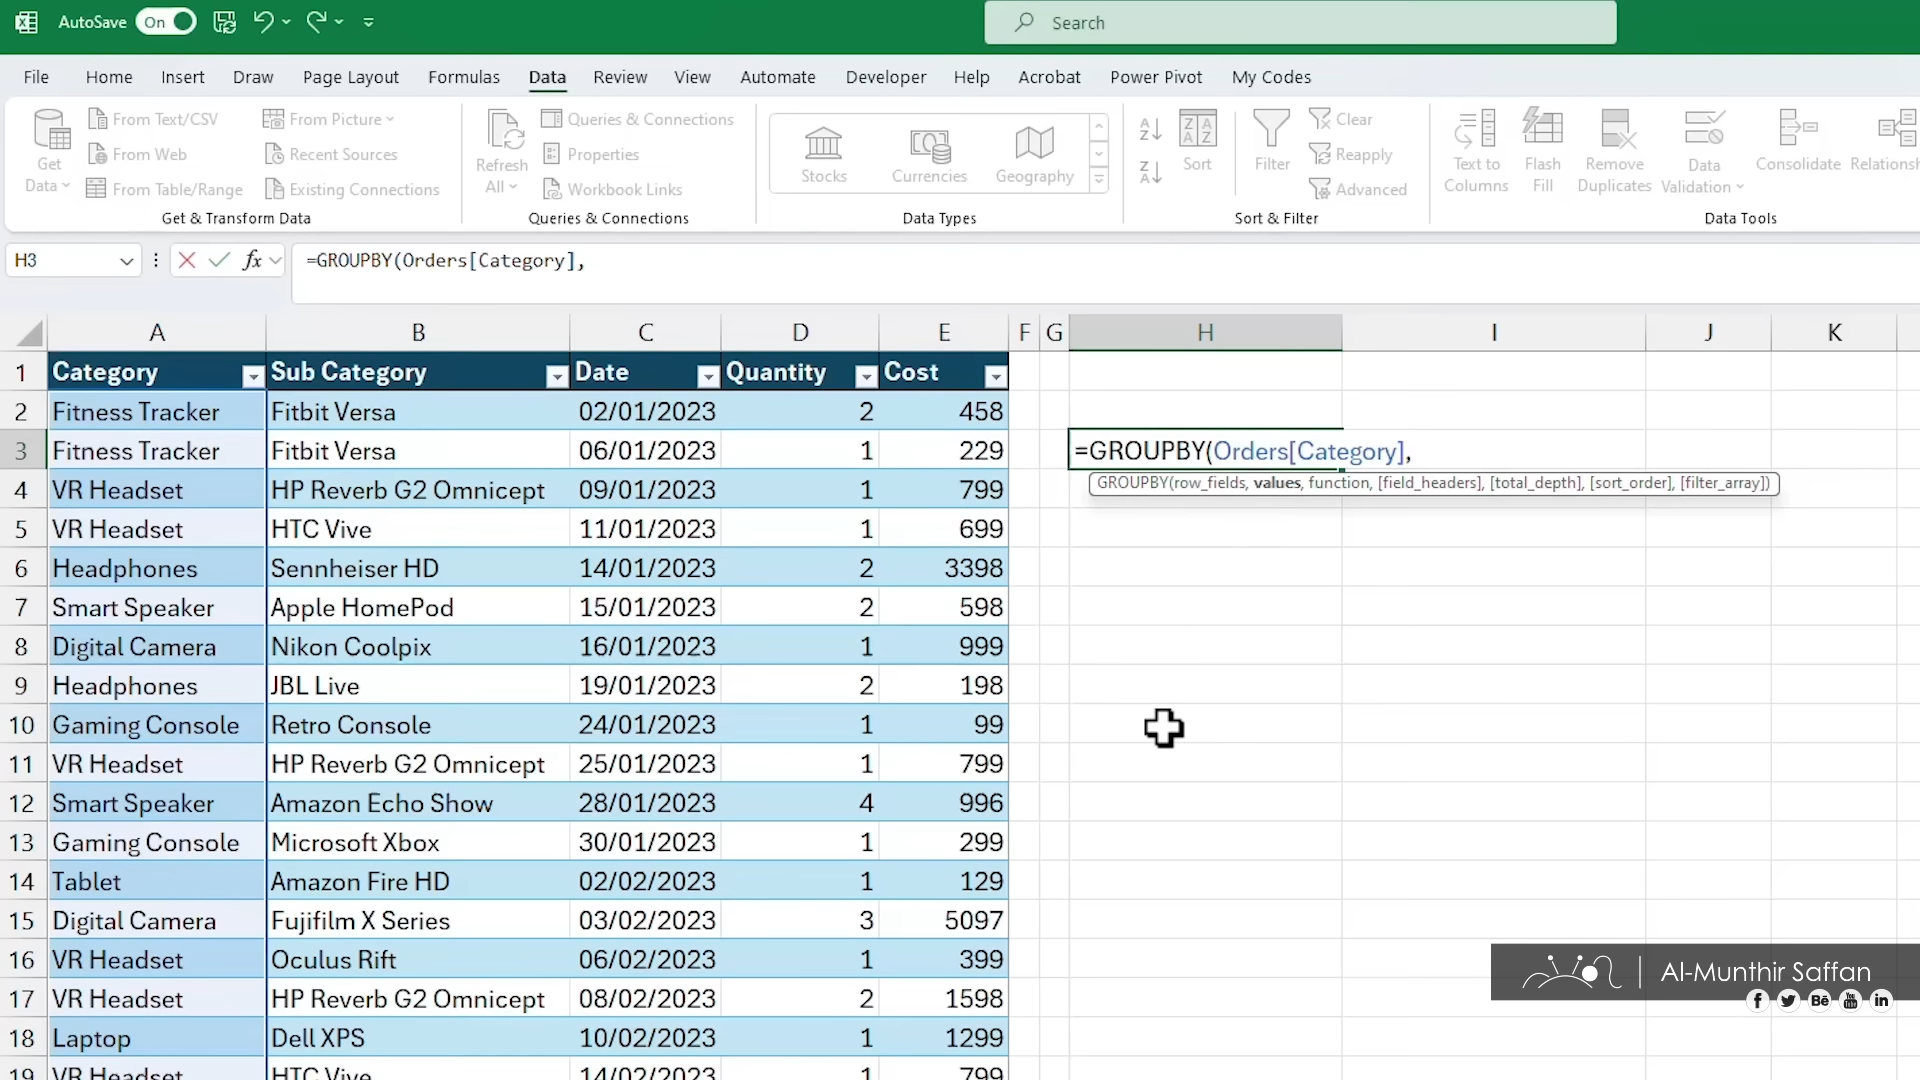 AutoSave On Search
File Home Insert Draw Page Layout Formulas Data Review View Automate Developer Help Acrobat Power Pivot My Codes
Get Data
From Text/CSV
From Web
From Table/Range
From Picture
Recent Sources
Existing Connections
Get & Transform Data
Refresh All
Queries & Connections
Properties
Workbook Links
Queries & Connections
Stocks
Currencies
Geography
Data Types
Sort
Filter
Clear
Reapply
Advanced
Sort & Filter
Text to Columns
Flash Fill
Remove Duplicates
Data Validation
Consolidate
Data Tools
H3 fx =GROUPBY(Orders[Category],
A B C D E F G H I J K
1 Category Sub Category Date Quantity Cost
2 Fitness Tracker Fitbit Versa 02/01/2023 2 458
3 Fitness Tracker Fitbit Versa 06/01/2023 1 229 =GROUPBY(Orders[Category],
GROUPBY(row_fields, values, function, [field_headers], [total_depth], [sort_order], [filter_array])
4 VR Headset HP Reverb G2 Omnicept 09/01/2023 1 799
5 VR Headset HTC Vive 11/01/2023 1 699
6 Headphones Sennheiser HD 14/01/2023 2 3398
7 Smart Speaker Apple HomePod 15/01/2023 2 598
8 Digital Camera Nikon Coolpix 16/01/2023 1 999
9 Headphones JBL Live 19/01/2023 2 198
10 Gaming Console Retro Console 24/01/2023 1 99
11 VR Headset HP Reverb G2 Omnicept 25/01/2023 1 799
12 Smart Speaker Amazon Echo Show 28/01/2023 4 996
13 Gaming Console Microsoft Xbox 30/01/2023 1 299
14 Tablet Amazon Fire HD 02/02/2023 1 129
15 Digital Camera Fujifilm X Series 03/02/2023 3 5097
16 VR Headset Oculus Rift 06/02/2023 1 399
17 VR Headset HP Reverb G2 Omnicept 08/02/2023 2 1598
18 Laptop Dell XPS 10/02/2023 1 1299
19 VR Headset HTC Vive 14/02/2023 1 799
Al-Munthir Saffan